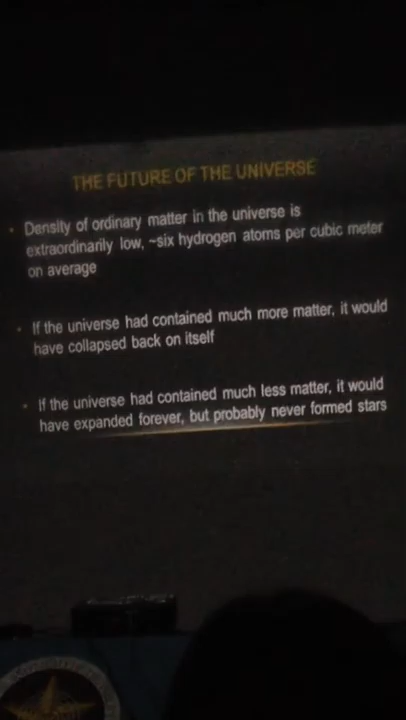 THE FUTURE OF THE UNIVERSE
• Density of ordinary matter in the universe is
extraordinarily low, ~six hydrogen atoms per cubic meter
on average
• If the universe had contained much more matter, it would
have collapsed back on itself
• If the universe had contained much less matter, it would
have expanded forever, but probably never formed stars